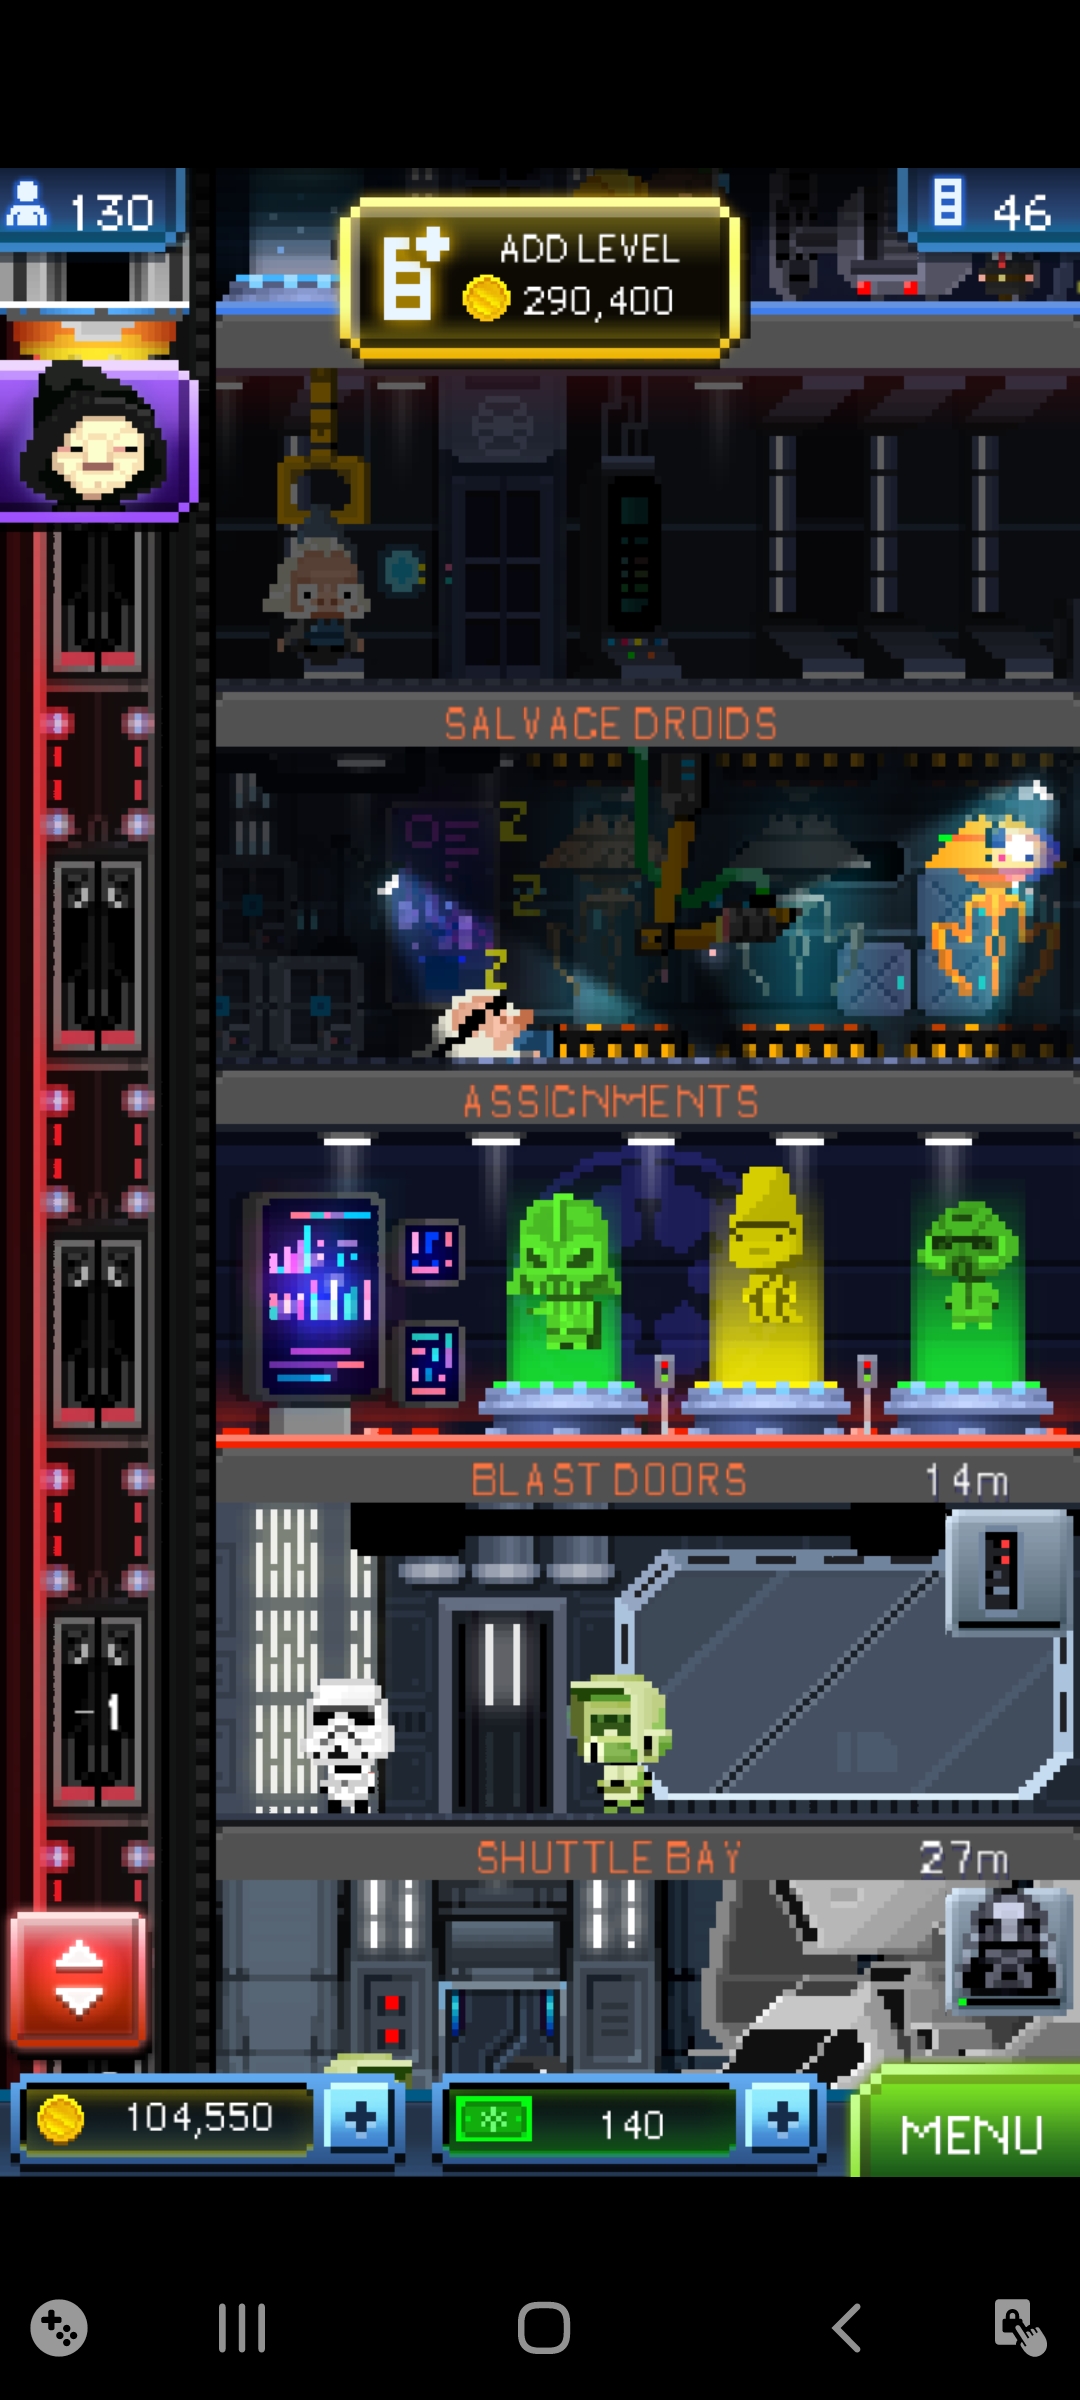 130
46
ADD LEVEL
290,400
SALVAGE DROIDS
Z
Z
Z
ASSIGNMENTS
BLAST DOORS 14m
-1
SHUTTLE BAY 27m
104,550
140
MENU